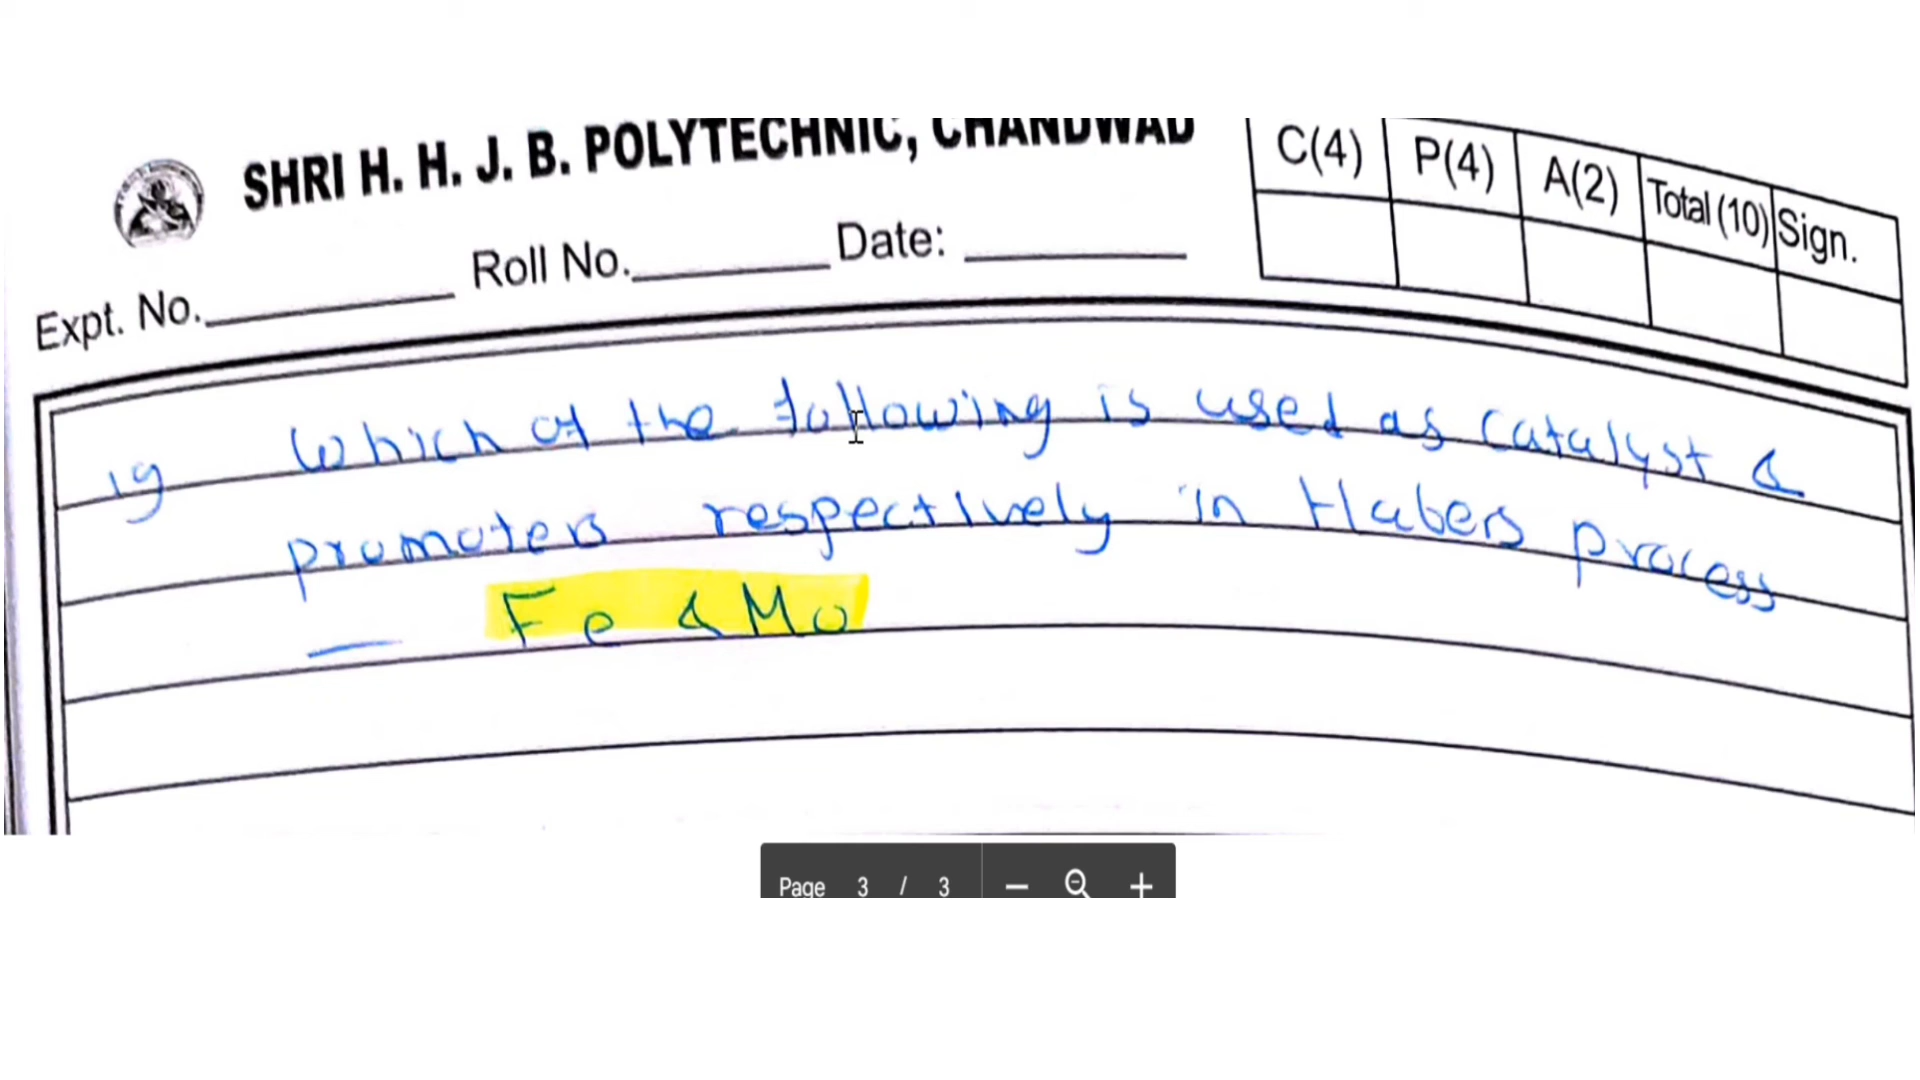 SHRI H. H. J. B. POLYTECHNIC, CHANDWAD
C(4) P(4) A(2) Total (10) Sign.
Expt. No. Roll No. Date:
19 Which of the following is used as catalyst &
promoters respectively in Habers process
— Fe & Mo
Page 3 / 3